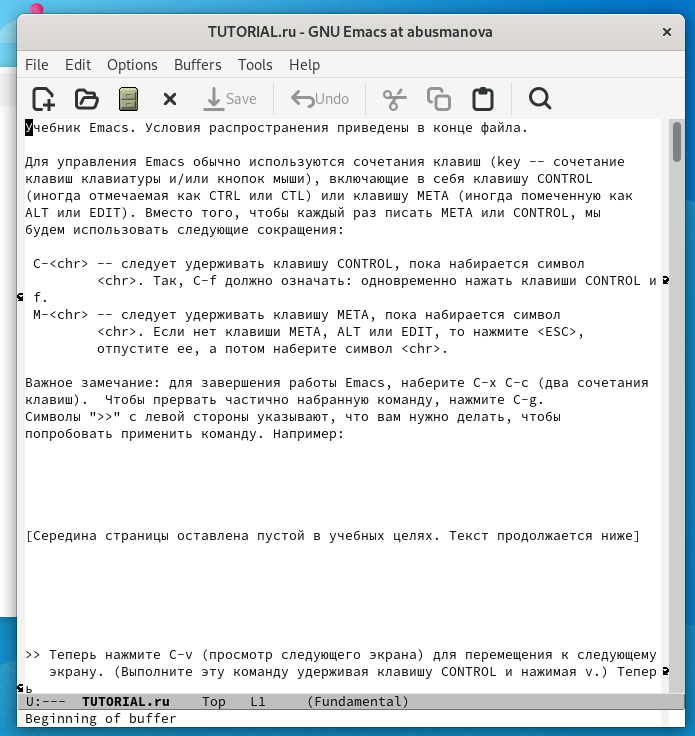 TUTORIAL.ru - GNU Emacs at abusmanova
File Edit Options Buffers Tools Help
Save Undo
Учебник Emacs. Условия распространения приведены в конце файла.
Для управления Emacs обычно используются сочетания клавиш (key -- сочетание
клавиш клавиатуры и/или кнопок мыши), включающие в себя клавишу CONTROL
(иногда отмечаемая как CTRL или CTL) или клавишу META (иногда помеченную как
ALT или EDIT). Вместо того, чтобы каждый раз писать META или CONTROL, мы
будем использовать следующие сокращения:
C-<chr> -- следует удерживать клавишу CONTROL, пока набирается символ
<chr>. Так, C-f должно означать: одновременно нажать клавиши CONTROL и
f.
M-<chr> -- следует удерживать клавишу META, пока набирается символ
<chr>. Если нет клавиши META, ALT или EDIT, то нажмите <ESC>,
отпустите ее, а потом наберите символ <chr>.
Важное замечание: для завершения работы Emacs, наберите C-x C-c (два сочетания
клавиш).  Чтобы прервать частично набранную команду, нажмите C-g.
Символы ">>" с левой стороны указывают, что вам нужно делать, чтобы
попробовать применить команду. Например:
[Середина страницы оставлена пустой в учебных целях. Текст продолжается ниже]
>> Теперь нажмите C-v (просмотр следующего экрана) для перемещения к следующему
экрану. (Выполните эту команду удерживая клавишу CONTROL и нажимая v.) Тепер
ь
U:---  TUTORIAL.ru    Top   L1     (Fundamental)
Beginning of buffer